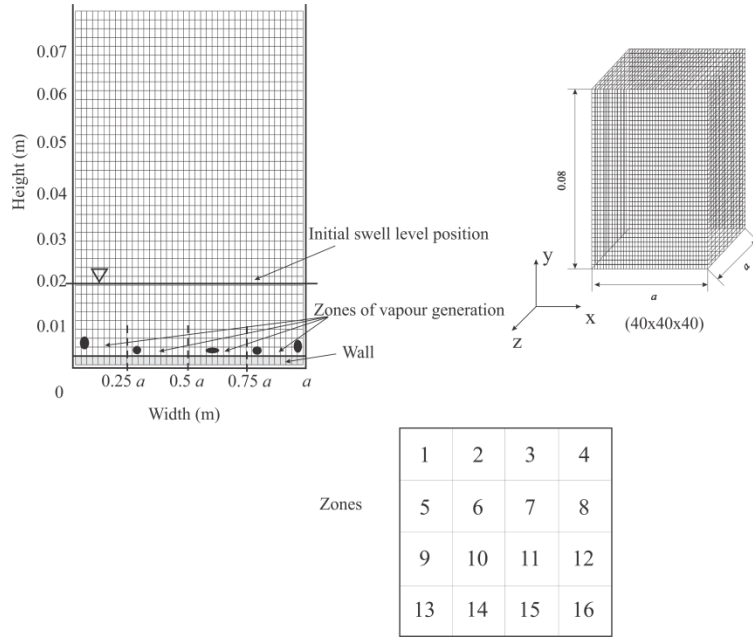 0.07
0.06
0.05
0.04
0.03
0.02
0.01
0
Height (m)
Initial swell level position
Zones of vapour generation
Wall
0.25 a 0.5 a 0.75 a a
Width (m)
0.08
a
a
y
x
z
(40x40x40)
Zones
1 2 3 4
5 6 7 8
9 10 11 12
13 14 15 16